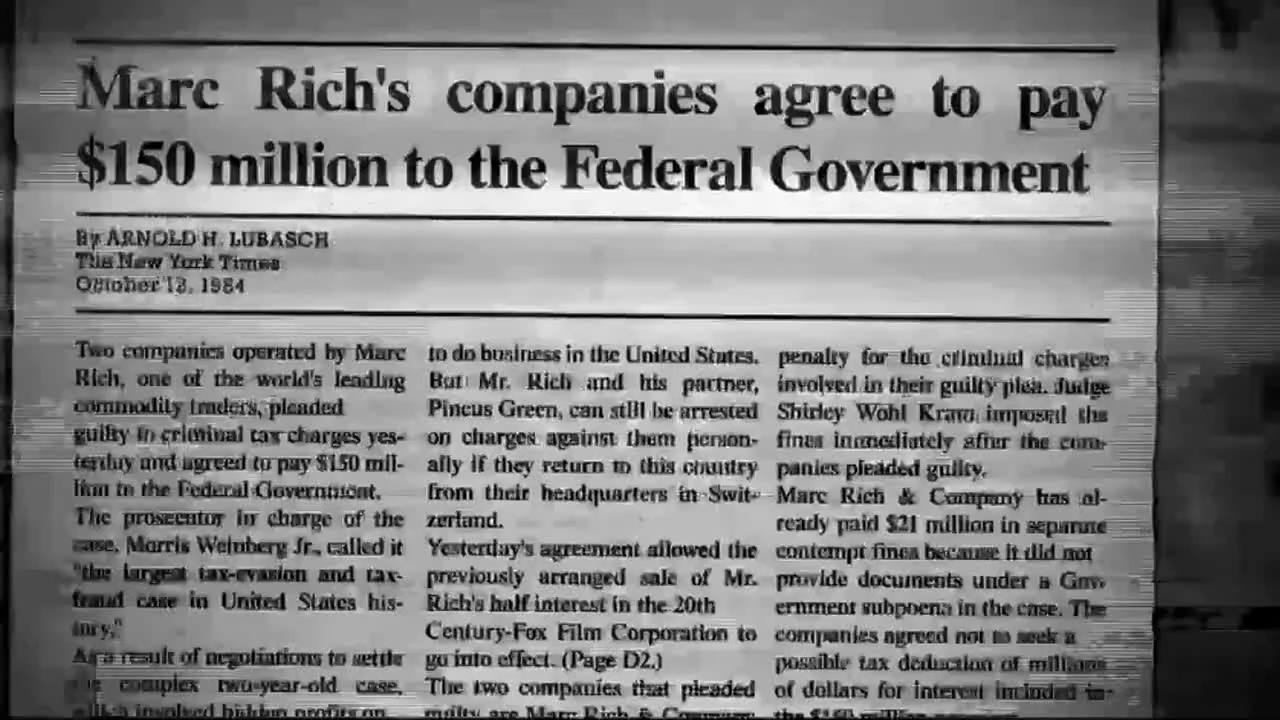 Marc Rich's companies agree to pay
$150 million to the Federal Government
By ARNOLD H. LUBASCH
The New York Times
October 13, 1984
Two companies operated by Marc
Rich, one of the world's leading
commodity traders, pleaded
guilty to criminal tax charges yes-
terday and agreed to pay $150 mil-
lion to the Federal Government.
The prosecutor in charge of the
case, Morris Weinberg Jr., called it
"the largest tax-evasion and tax-
fraud case in United States his-
tory."
As a result of negotiations to settle
complex two-year-old case,
involved hidden profits on
to do business in the United States.
But Mr. Rich and his partner,
Pincus Green, can still be arrested
on charges against them person-
ally if they return to this country
from their headquarters in Swit-
zerland.
Yesterday's agreement allowed the
previously arranged sale of Mr.
Rich's half interest in the 20th
Century-Fox Film Corporation to
go into effect. (Page D2.)
The two companies that pleaded
guilty are Marc Rich & Company
penalty for the criminal charges
involved in their guilty plea. Judge
Shirley Wohl Kram imposed the
fines immediately after the com-
panies pleaded guilty.
Marc Rich & Company has al-
ready paid $21 million in separate
contempt fines because it did not
provide documents under a Gov-
ernment subpoena in the case. The
companies agreed not to seek a
possible tax deduction of millions
of dollars for interest included in
the $150 million